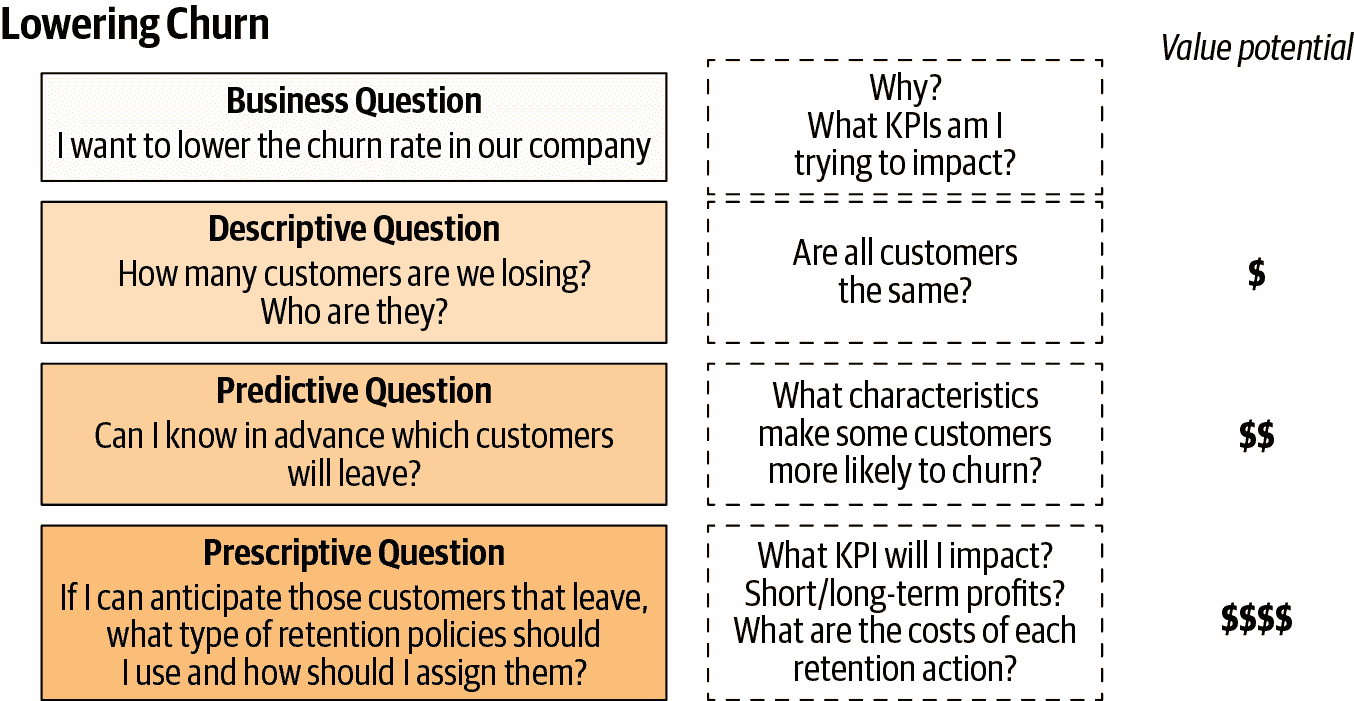 Lowering Churn
Value potential
Business Question
I want to lower the churn rate in our company
Why?
What KPIs am I
trying to impact?
Descriptive Question
How many customers are we losing?
Who are they?
Are all customers
the same?
$
Predictive Question
Can I know in advance which customers
will leave?
What characteristics
make some customers
more likely to churn?
$$
Prescriptive Question
If I can anticipate those customers that leave,
what type of retention policies should
I use and how should I assign them?
What KPI will I impact?
Short/long-term profits?
What are the costs of each
retention action?
$$$$